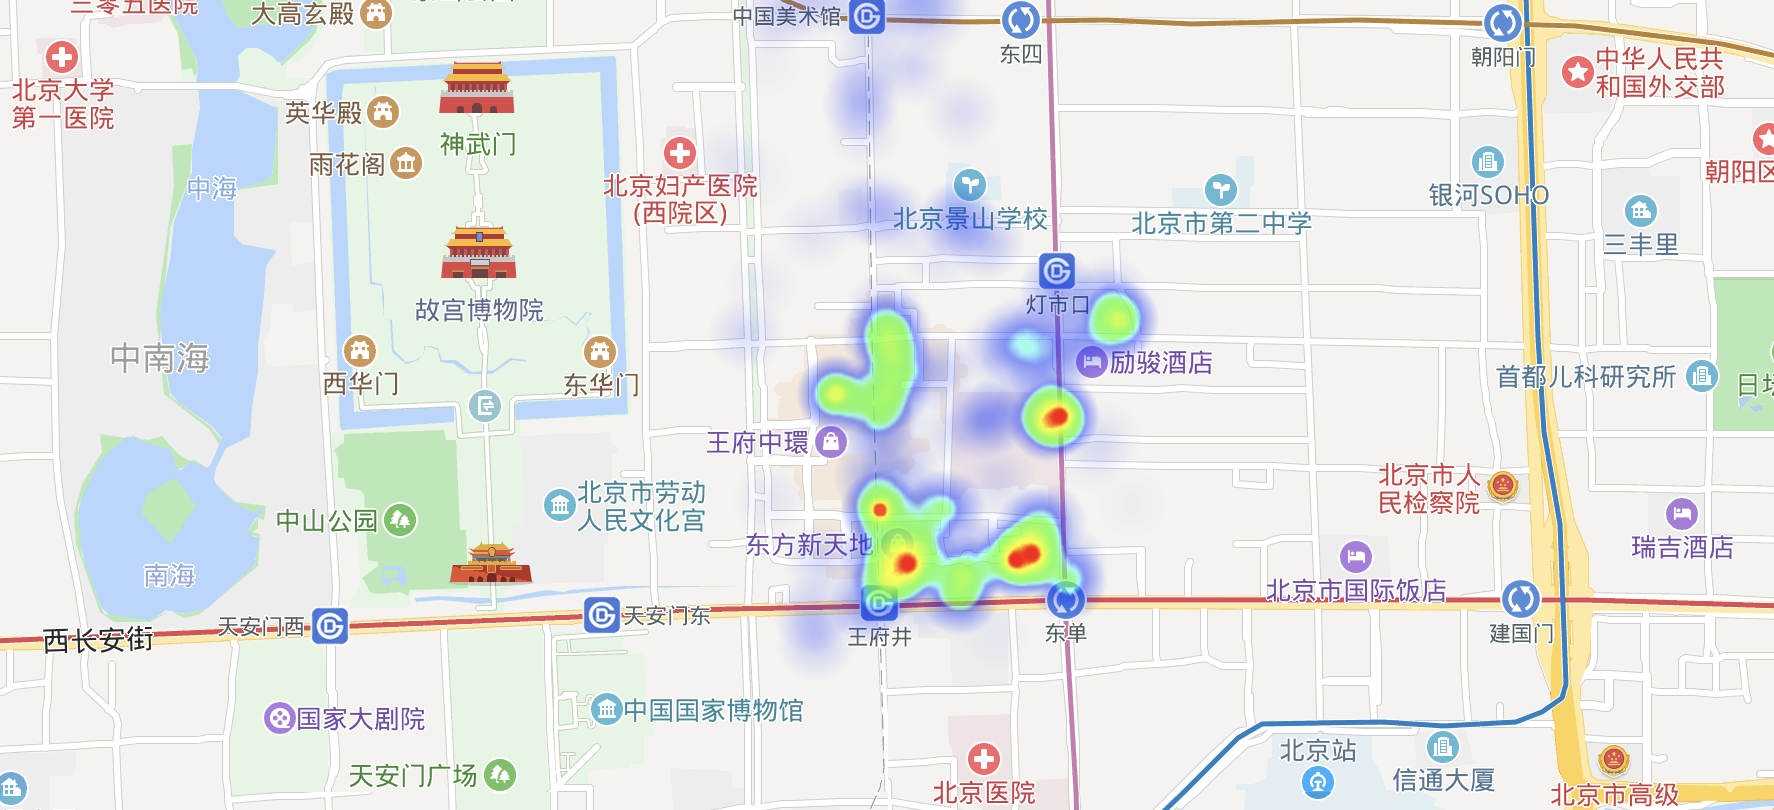 三零五医院
大高玄殿
中国美术馆
东四
朝阳门
中华人民共
和国外交部
北京大学
第一医院
英华殿
神武门
雨花阁
北京妇产医院
(西院区)
中海
北京景山学校
北京市第二中学
银河SOHO
朝阳区
三丰里
故宫博物院
灯市口
中南海
西华门
东华门
励骏酒店
首都儿科研究所
日坛
王府中環
北京市人
民检察院
北京市劳动
人民文化宫
中山公园
东方新天地
瑞吉酒店
南海
北京市国际饭店
天安门西
天安门东
王府井
东单
建国门
西长安街
国家大剧院
中国国家博物馆
天安门广场
北京医院
北京站
信通大厦
北京市高级